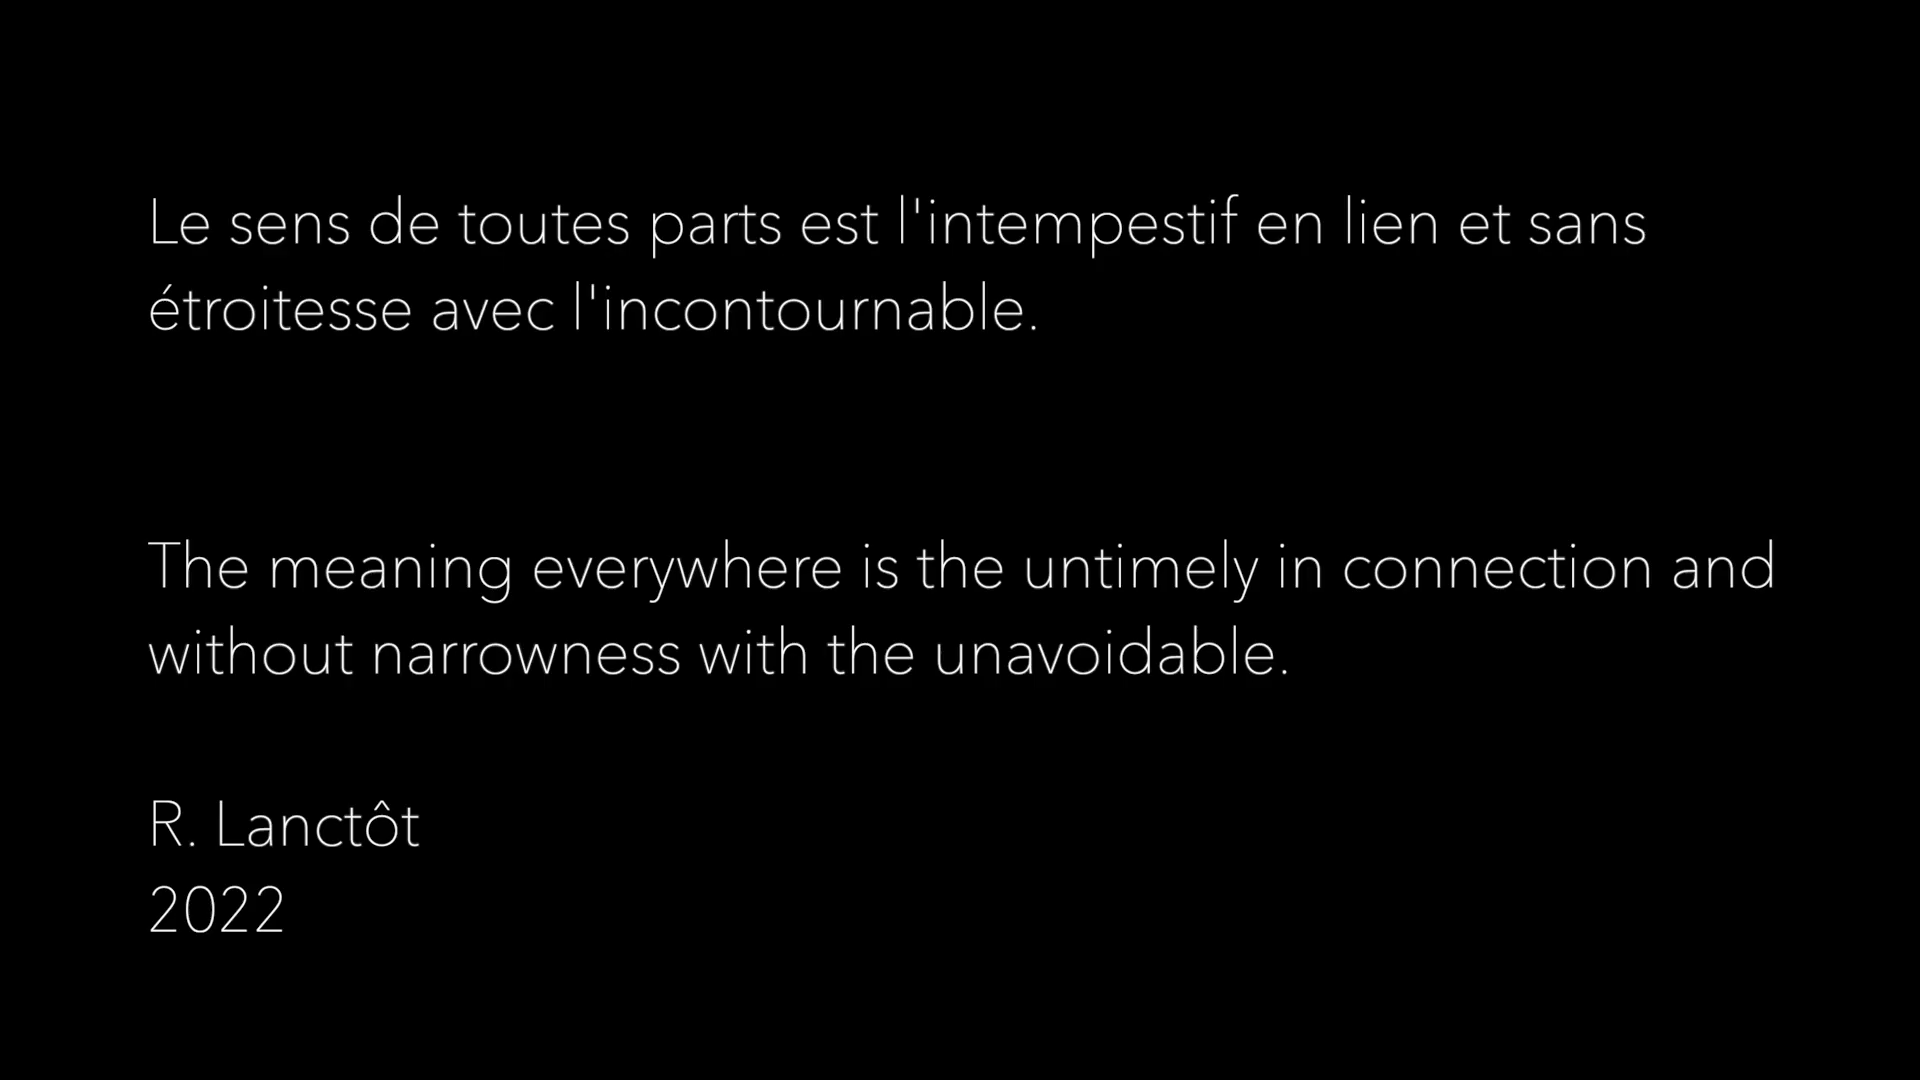 Le sens de toutes parts est l'intempestif en lien et sans
étroitesse avec l'incontournable.
The meaning everywhere is the untimely in connection and
without narrowness with the unavoidable.
R. Lanctôt
2022